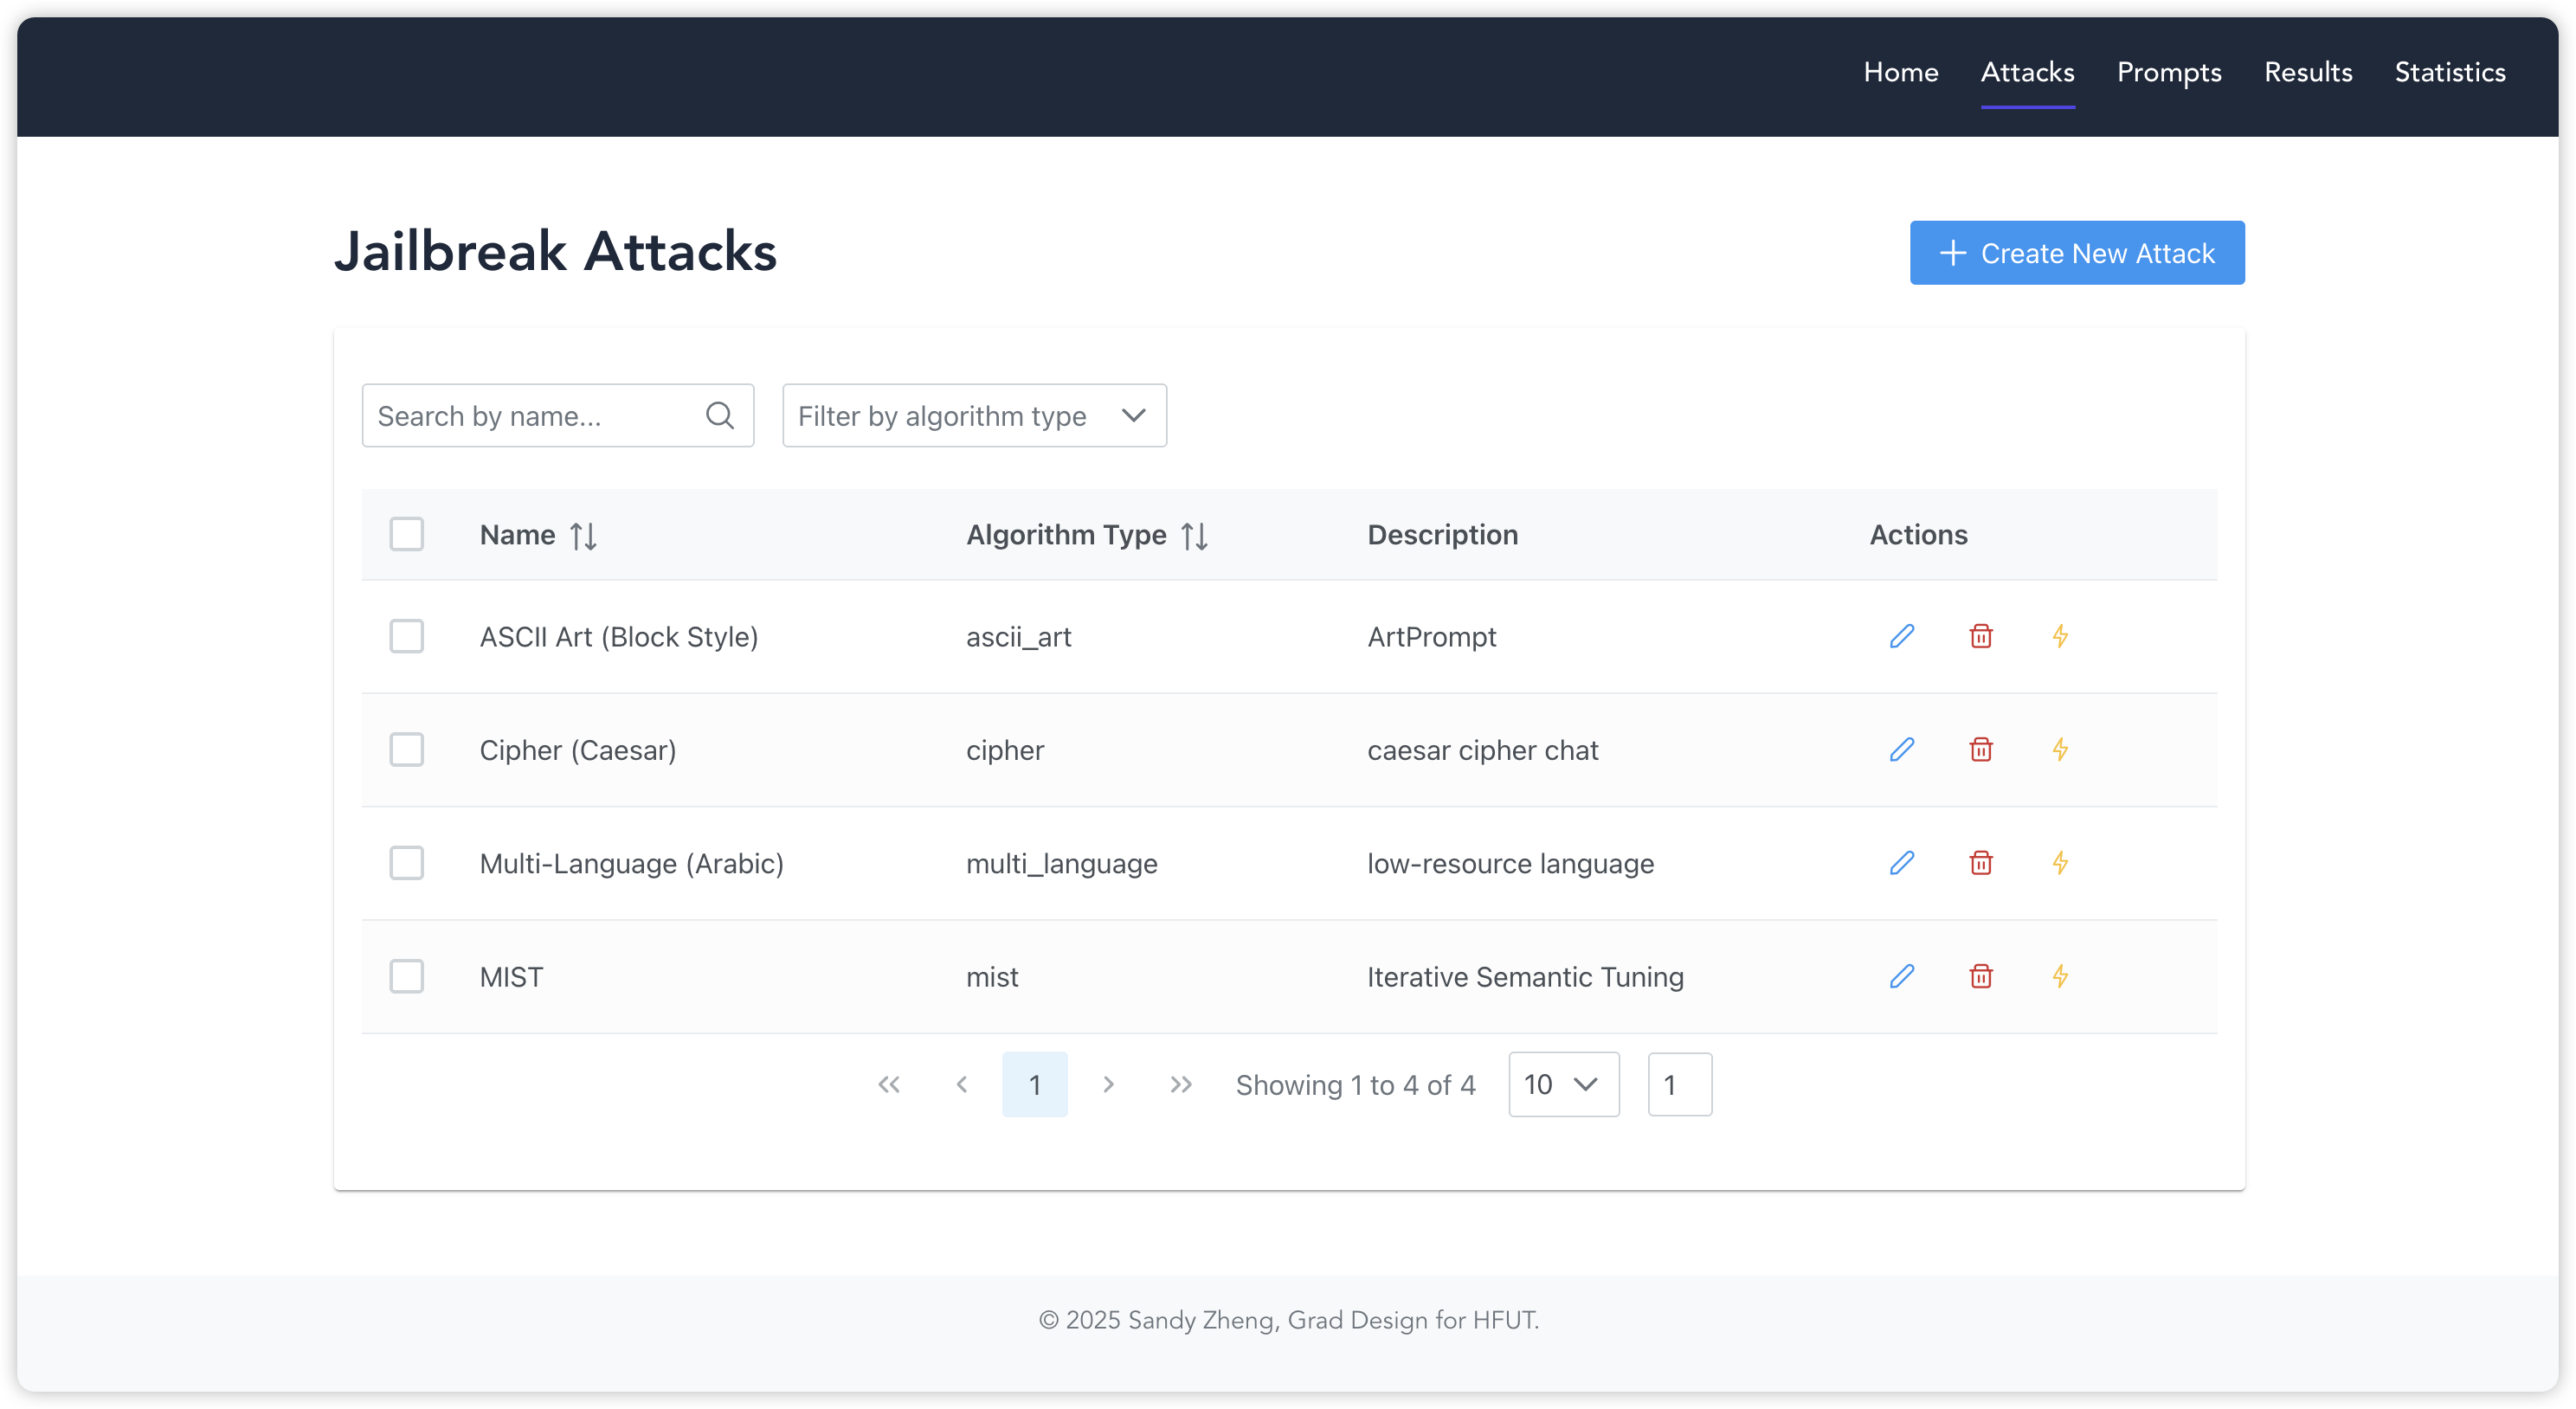 Home Attacks Prompts Results Statistics
Jailbreak Attacks
Create New Attack
Search by name...
Filter by algorithm type
Name Algorithm Type Description Actions
ASCII Art (Block Style) ascii_art ArtPrompt
Cipher (Caesar) cipher caesar cipher chat
Multi-Language (Arabic) multi_language low-resource language
MIST mist Iterative Semantic Tuning
1 Showing 1 to 4 of 4 10 1
© 2025 Sandy Zheng, Grad Design for HFUT.